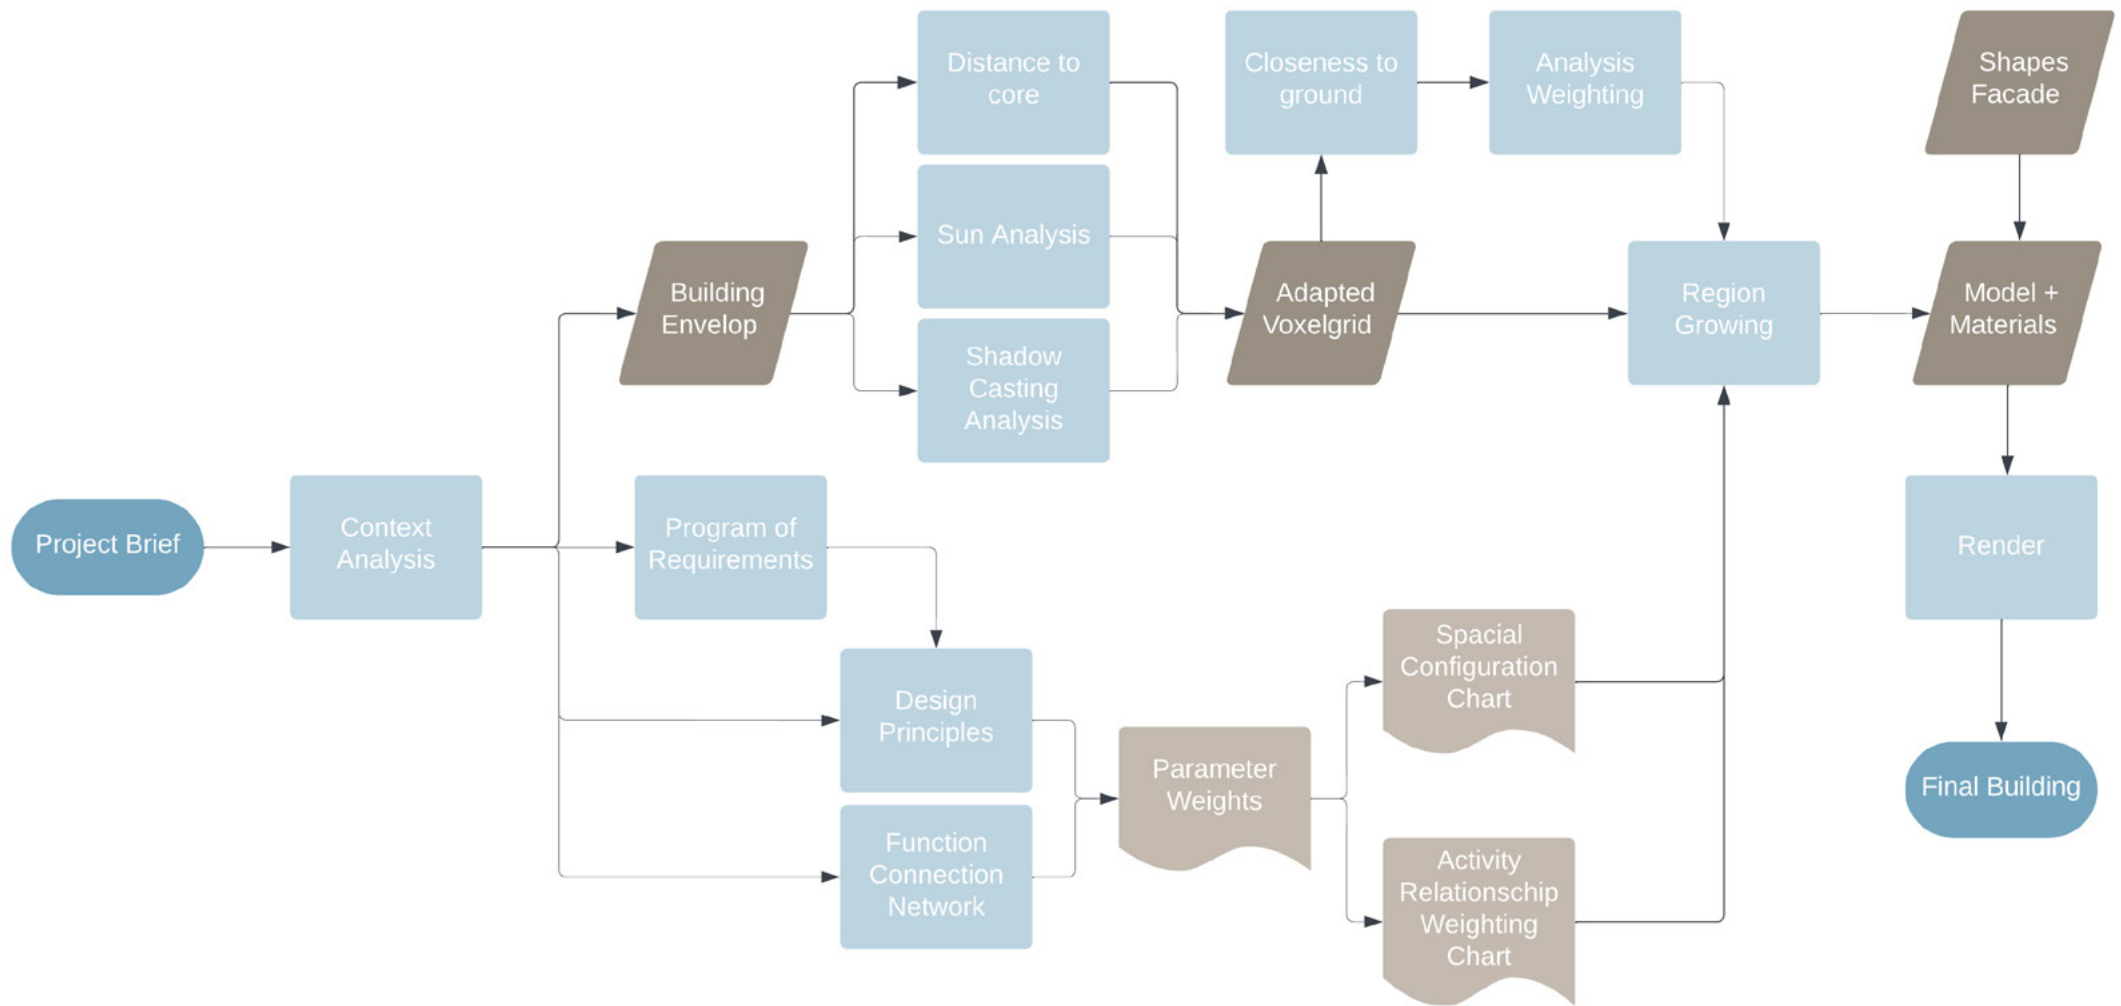 Distance to
core
Closeness to
ground
Analysis
Weighting
Shapes
Facade
Sun Analysis
Building
Envelop
Adapted
Voxelgrid
Region
Growing
Model +
Materials
Shadow
Casting
Analysis
Project Brief
Context
Analysis
Program of
Requirements
Render
Design
Principles
Spacial
Configuration
Chart
Parameter
Weights
Final Building
Function
Connection
Network
Activity
Relationschip
Weighting
Chart